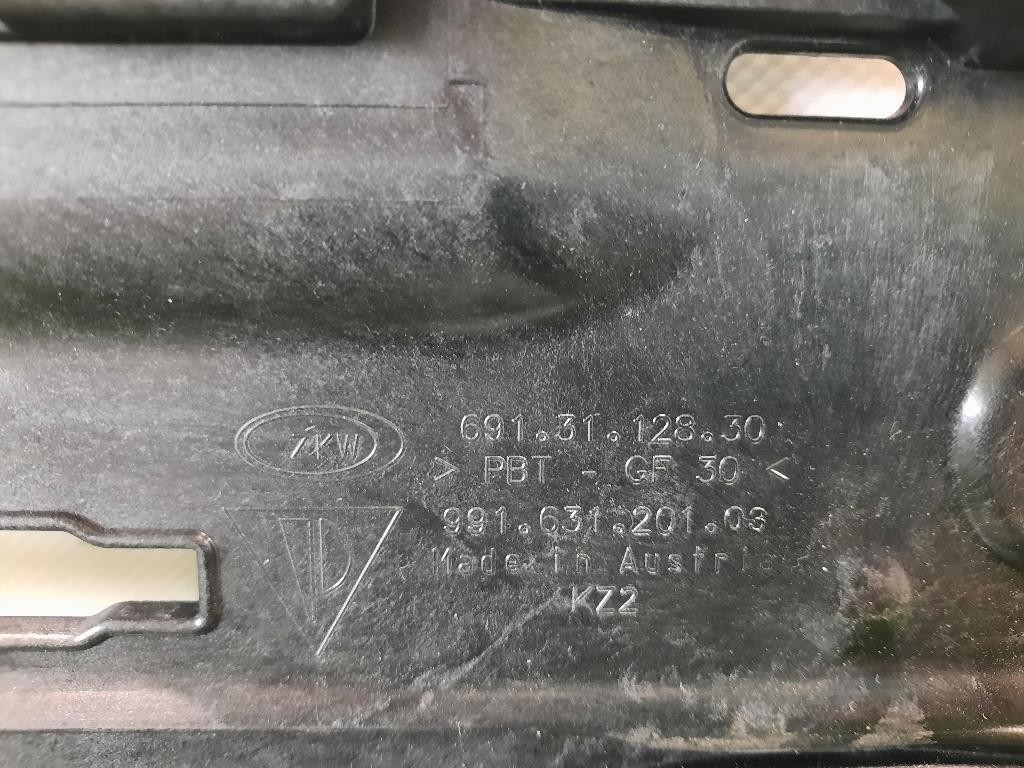 ZKW
691.31.128.30
> PBT - GF 30 <
991.631.201.03
Made in Austria
KZ2